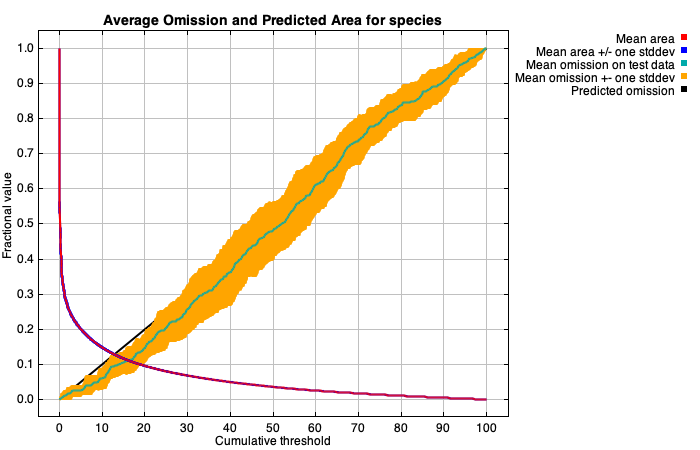 Average Omission and Predicted Area for species
Mean area
Mean area +/- one stddev
Mean omission on test data
Mean omission +- one stddev
Predicted omission
Fractional value
1.0
0.9
0.8
0.7
0.6
0.5
0.4
0.3
0.2
0.1
0.0
0 10 20 30 40 50 60 70 80 90 100
Cumulative threshold